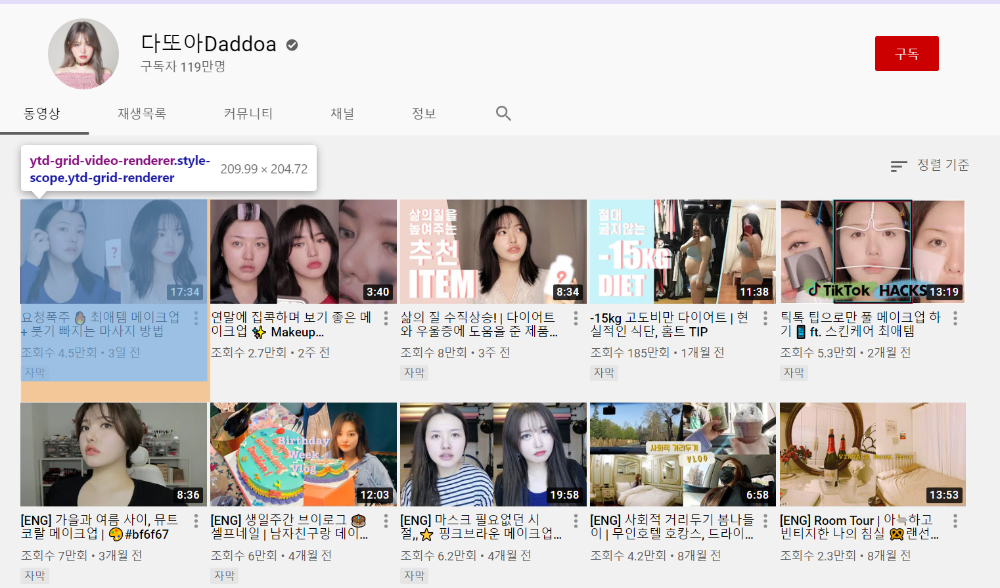 다또아Daddoa
구독자 119만명
구독
동영상 재생목록 커뮤니티 채널 정보
ytd-grid-video-renderer.style-
scope.ytd-grid-renderer
209.99 × 204.72
정렬 기준
17:34
요청폭주 🔥 최애템 메이크업
+ 붓기 빠지는 마사지 방법
조회수 4.5만회 • 3일 전
자막
3:40
연말에 집콕하며 보기 좋은 메
이크업 ✨ Makeup...
조회수 2.7만회 • 2주 전
삶의질을
높여주는
추천
ITEM
8:34
삶의 질 수직상승! | 다이어트
와 우울증에 도움을 준 제품...
조회수 8만회 • 3주 전
자막
절대
굶지않는
-15KG
DIET
11:38
-15kg 고도비만 다이어트 | 현
실적인 식단, 홈트 TIP
조회수 185만회 • 1개월 전
자막
TikTok HACKS
13:19
틱톡 팁으로만 풀 메이크업 하
기 📱 ft. 스킨케어 최애템
조회수 5.3만회 • 2개월 전
자막
8:36
[ENG] 가을과 여름 사이, 뮤트
코랄 메이크업 | 🎨#bf6f67
조회수 7만회 • 3개월 전
자막
Birthday
Week
Vlog
12:03
[ENG] 생일주간 브이로그 🎂
셀프네일 | 남자친구랑 데이...
조회수 6만회 • 4개월 전
자막
19:58
[ENG] 마스크 필요없던 시
절,,⭐ 핑크브라운 메이크업...
조회수 6.2만회 • 4개월 전
자막
사회적 거리두기
VLOG
6:58
[ENG] 사회적 거리두기 봄나들
이 | 무인호텔 호캉스, 드라이...
조회수 4.2만회 • 8개월 전
VINTAGE ROOM TOUR
13:53
[ENG] Room Tour | 아늑하고
빈티지한 나의 침실 🥨랜선...
조회수 2.3만회 • 8개월 전